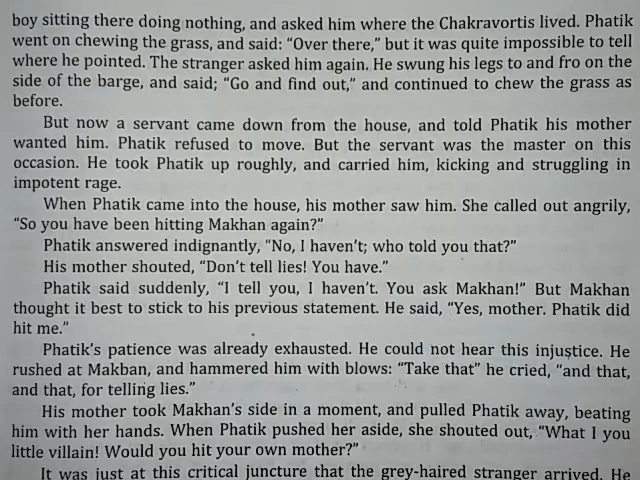 boy sitting there doing nothing, and asked him where the Chakravortis lived. Phatik
went on chewing the grass, and said: “Over there,” but it was quite impossible to tell
where he pointed. The stranger asked him again. He swung his legs to and fro on the
side of the barge, and said; “Go and find out,” and continued to chew the grass as
before.
But now a servant came down from the house, and told Phatik his mother
wanted him. Phatik refused to move. But the servant was the master on this
occasion. He took Phatik up roughly, and carried him, kicking and struggling in
impotent rage.
When Phatik came into the house, his mother saw him. She called out angrily,
“So you have been hitting Makhan again?”
Phatik answered indignantly, “No, I haven’t; who told you that?”
His mother shouted, “Don’t tell lies! You have.”
Phatik said suddenly, “I tell you, I haven’t. You ask Makhan!” But Makhan
thought it best to stick to his previous statement. He said, “Yes, mother. Phatik did
hit me.”
Phatik’s patience was already exhausted. He could not hear this injustice. He
rushed at Makban, and hammered him with blows: “Take that” he cried, “and that,
and that, for telling lies.”
His mother took Makhan’s side in a moment, and pulled Phatik away, beating
him with her hands. When Phatik pushed her aside, she shouted out, “What I you
little villain! Would you hit your own mother?”
It was just at this critical juncture that the grey-haired stranger arrived. He